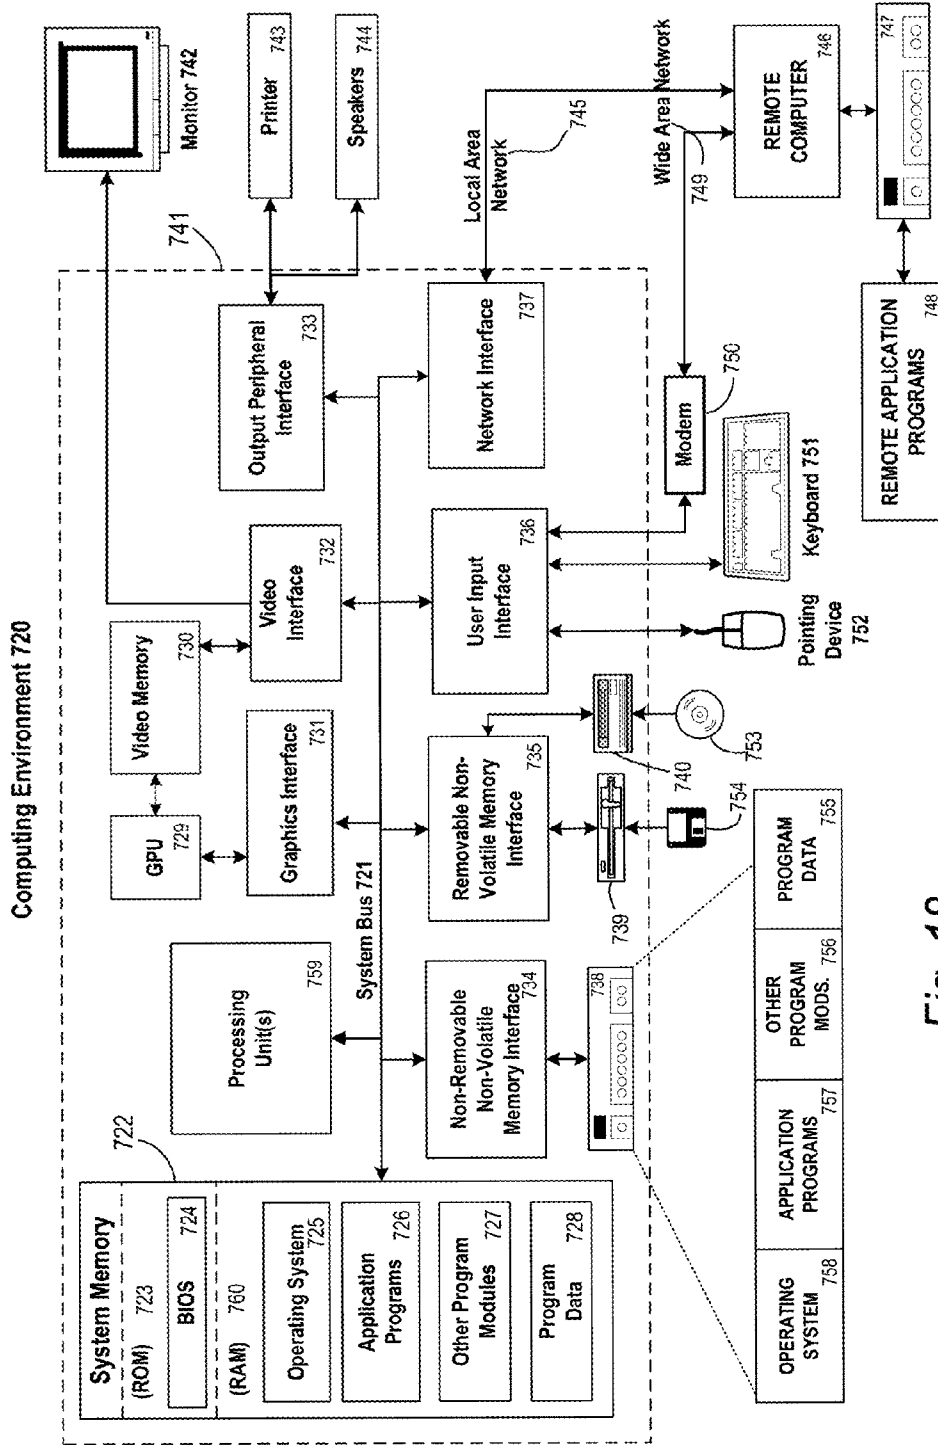 Computing Environment 720
System Memory
722
(ROM) 723
BIOS 724
(RAM) 760
Operating System
725
Application
Programs 726
Other Program
Modules 727
Program
Data 728
Processing
Unit(s)
759
System Bus 721
GPU
729
Video Memory
730
Graphics Interface
731
Video
Interface
732
Output Peripheral
Interface
733
741
Monitor 742
Printer 743
Speakers 744
Non-Removable
Non-Volatile
Memory Interface
734
Removable Non-
Volatile Memory
Interface
735
User Input
Interface
736
Network Interface
737
Local Area
Network
745
738
739
740
754
753
Pointing
Device
752
Keyboard 751
Modem
750
Wide Area Network
749
REMOTE
COMPUTER
746
747
REMOTE APPLICATION
PROGRAMS
748
OPERATING
SYSTEM 758
APPLICATION
PROGRAMS 757
OTHER
PROGRAM
MODS. 756
PROGRAM
DATA 755